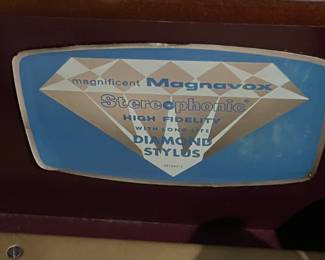 magnificent Magnavox
Stereophonic
HIGH FIDELITY
WITH LONG-LIFE
DIAMOND
STYLUS